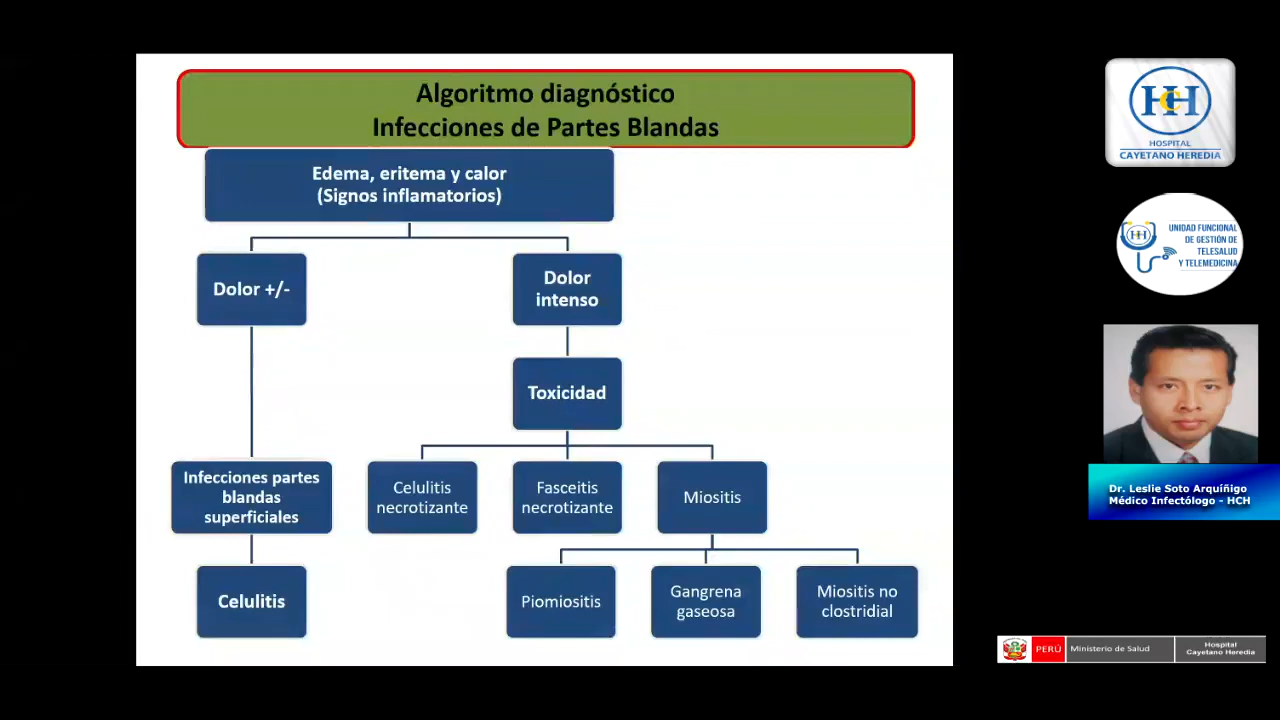 Algoritmo diagnóstico
Infecciones de Partes Blandas
Edema, eritema y calor
(Signos inflamatorios)
Dolor +/-
Dolor
intenso
Toxicidad
Infecciones partes
blandas
superficiales
Celulitis
necrotizante
Fasceitis
necrotizante
Miositis
Celulitis
Piomiositis
Gangrena
gaseosa
Miositis no
clostridial
HCH
HOSPITAL
CAYETANO HEREDIA
HCH
UNIDAD FUNCIONAL
DE GESTIÓN DE
TELESALUD
Y TELEMEDICINA
Dr. Leslie Soto Arquíñigo
Médico Infectólogo - HCH
PERÚ
Ministerio de Salud
Hospital
Cayetano Heredia